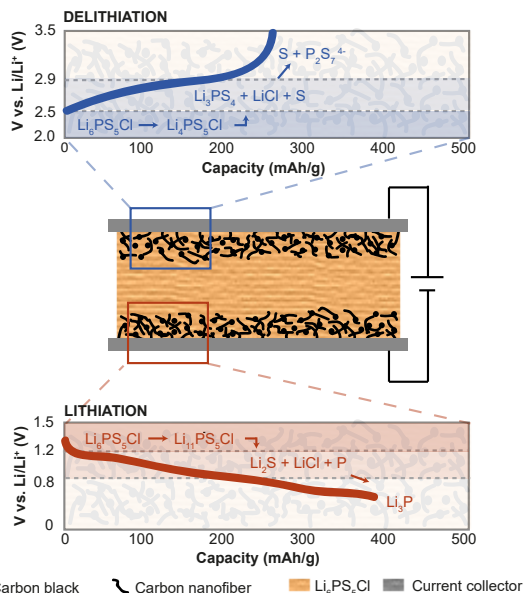 DELITHIATION
3.5
2.9
2.5
2.0
V vs. Li/Li⁺ (V)
S + P₂S₇⁴⁻
Li₃PS₄ + LiCl + S
Li₆PS₅Cl → Li₄PS₅Cl
0 100 200 300 400 500
Capacity (mAh/g)
LITHIATION
1.5
1.2
0.8
0
V vs. Li/Li⁺ (V)
Li₆PS₅Cl → Li₁₁PS₅Cl
Li₂S + LiCl + P
Li₃P
0 100 200 300 400 500
Capacity (mAh/g)
Carbon black Carbon nanofiber Li₆PS₅Cl Current collector